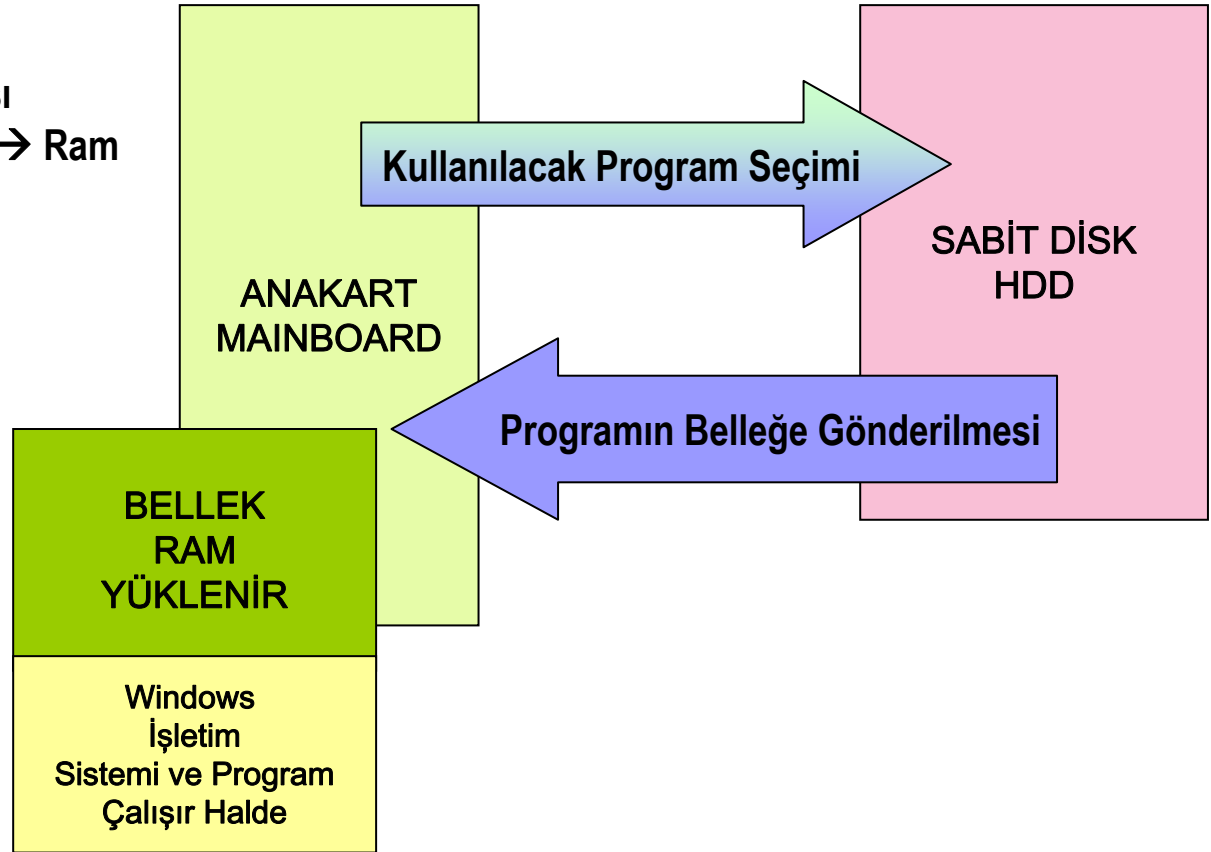 → Ram
Kullanılacak Program Seçimi
SABİT DİSK
HDD
ANAKART
MAINBOARD
Programın Belleğe Gönderilmesi
BELLEK
RAM
YÜKLENİR
Windows
İşletim
Sistemi ve Program
Çalışır Halde